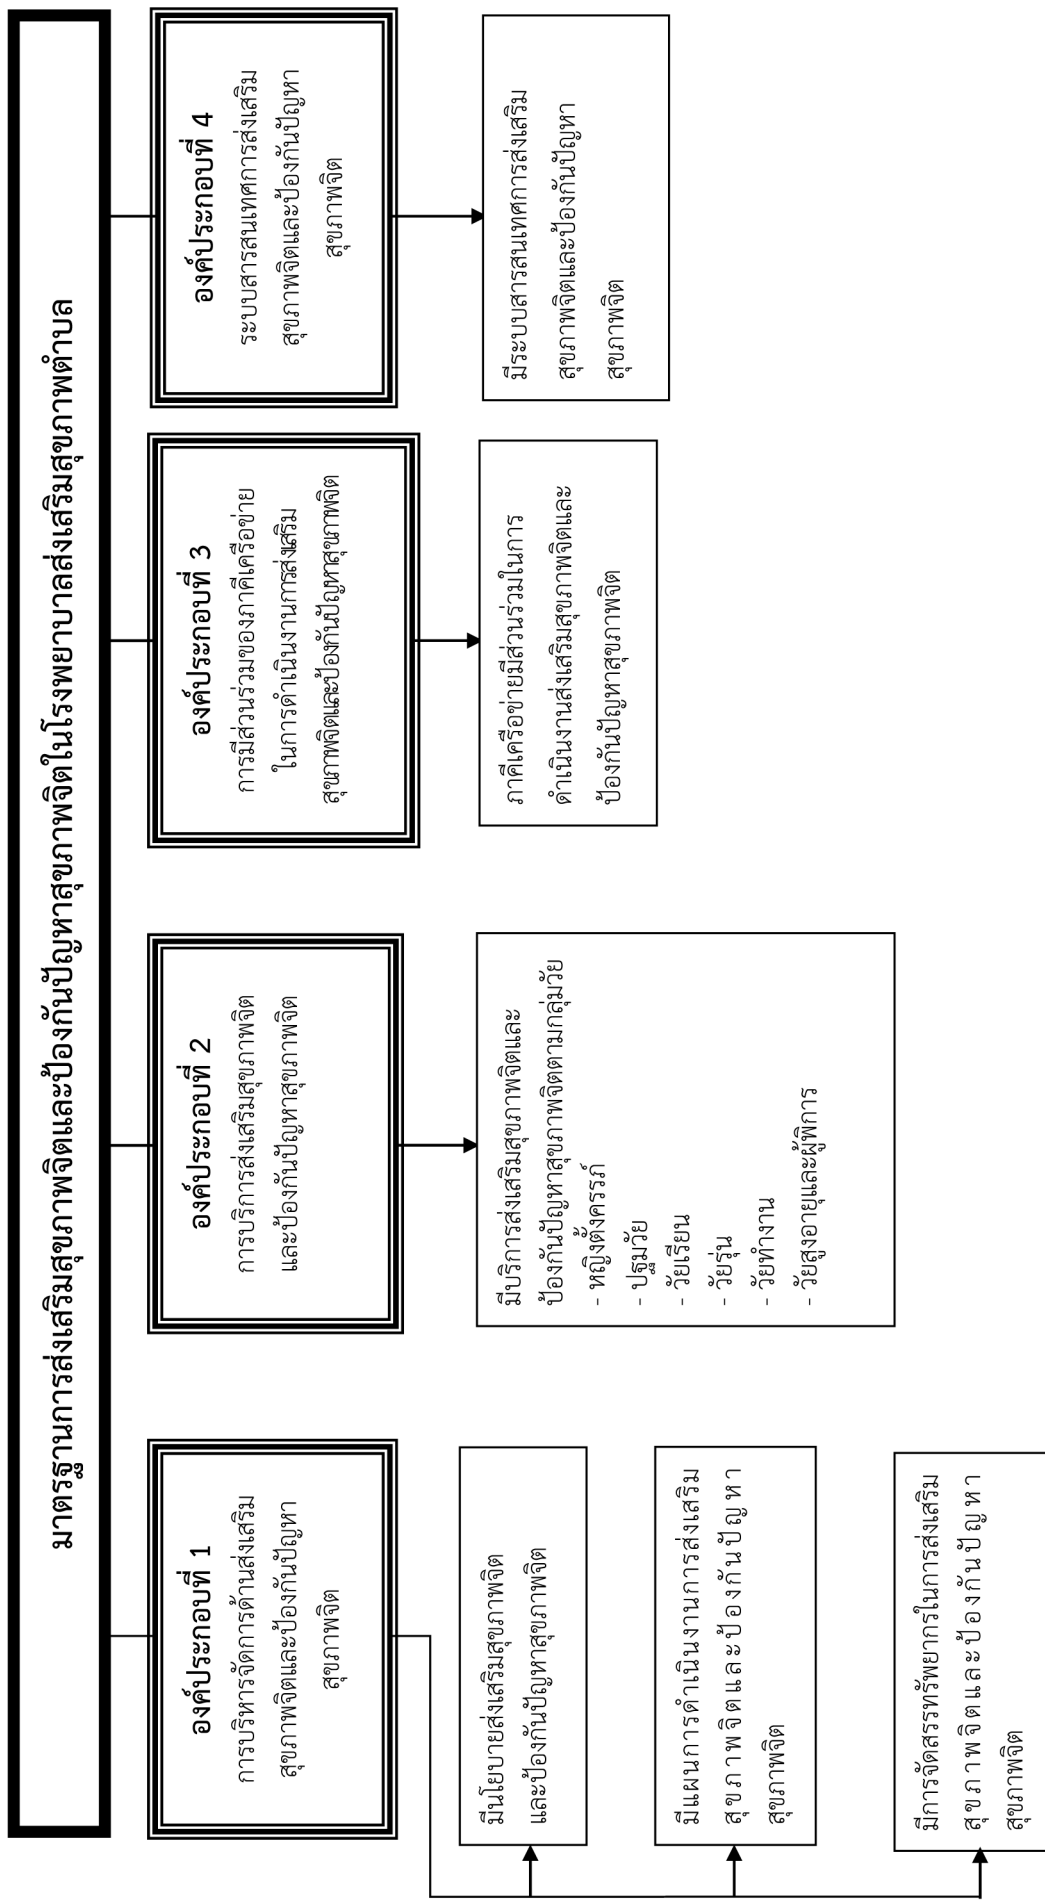 มาตรฐานการส่งเสริมสุขภาพจิตและป้องกันปัญหาสุขภาพจิตในโรงพยาบาลส่งเสริมสุขภาพตำบล
องค์ประกอบที่ 1
การบริหารจัดการด้านส่งเสริม
สุขภาพจิตและป้องกันปัญหา
สุขภาพจิต
มีนโยบายส่งเสริมสุขภาพจิต
และป้องกันปัญหาสุขภาพจิต
มีแผนการดำเนินงานการส่งเสริม
สุขภาพจิตและป้องกันปัญหา
สุขภาพจิต
มีการจัดสรรทรัพยากรในการส่งเสริม
สุขภาพจิตและป้องกันปัญหา
สุขภาพจิต
องค์ประกอบที่ 2
การบริการส่งเสริมสุขภาพจิต
และป้องกันปัญหาสุขภาพจิต
มีบริการส่งเสริมสุขภาพจิตและ
ป้องกันปัญหาสุขภาพจิตตามกลุ่มวัย
- หญิงตั้งครรภ์
- ปฐมวัย
- วัยเรียน
- วัยรุ่น
- วัยทำงาน
- วัยสูงอายุและผู้พิการ
องค์ประกอบที่ 3
การมีส่วนร่วมของภาคีเครือข่าย
ในการดำเนินงานการส่งเสริม
สุขภาพจิตและป้องกันปัญหาสุขภาพจิต
ภาคีเครือข่ายมีส่วนร่วมในการ
ดำเนินงานส่งเสริมสุขภาพจิตและ
ป้องกันปัญหาสุขภาพจิต
องค์ประกอบที่ 4
ระบบสารสนเทศการส่งเสริม
สุขภาพจิตและป้องกันปัญหา
สุขภาพจิต
มีระบบสารสนเทศการส่งเสริม
สุขภาพจิตและป้องกันปัญหา
สุขภาพจิต